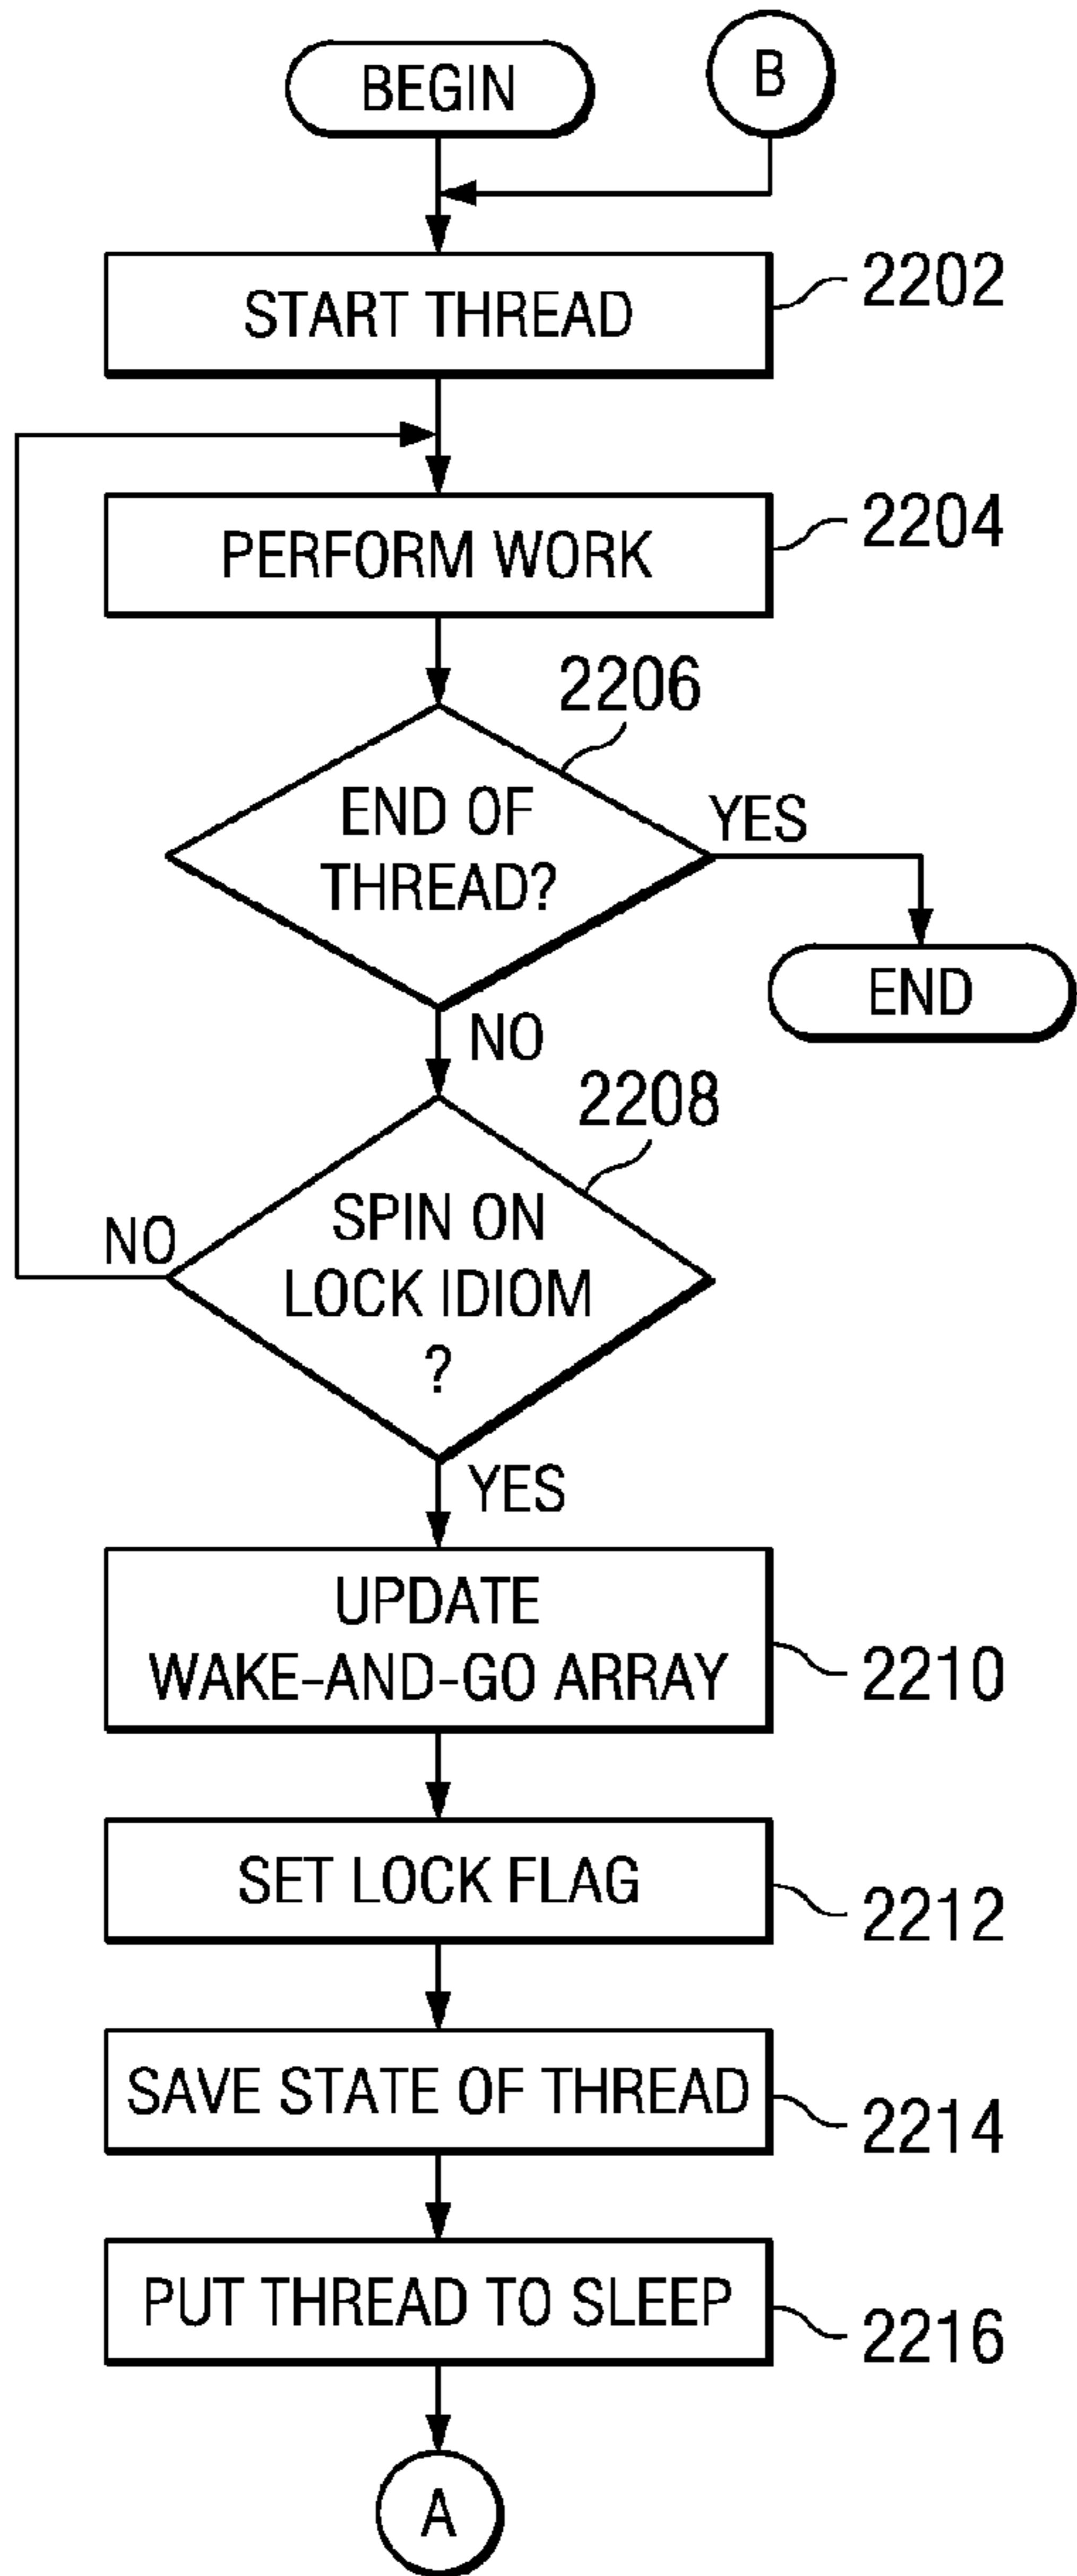 BEGIN
B
START THREAD
2202
PERFORM WORK
2204
2206
END OF
THREAD?
YES
END
NO
2208
SPIN ON
LOCK IDIOM
?
NO
YES
UPDATE
WAKE-AND-GO ARRAY
2210
SET LOCK FLAG
2212
SAVE STATE OF THREAD
2214
PUT THREAD TO SLEEP
2216
A